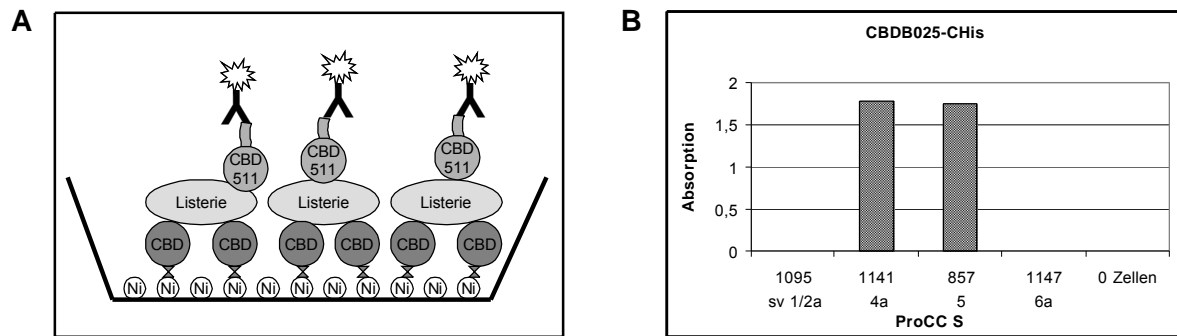 A
CBD 511 CBD 511 CBD 511
Listerie Listerie Listerie
CBD CBD CBD CBD CBD CBD
Ni Ni Ni Ni Ni Ni Ni Ni Ni Ni
B
CBDB025-CHis
Absorption
2
1,5
1
0,5
0
1095 1141 857 1147 0 Zellen
sv 1/2a 4a 5 6a
ProCC S